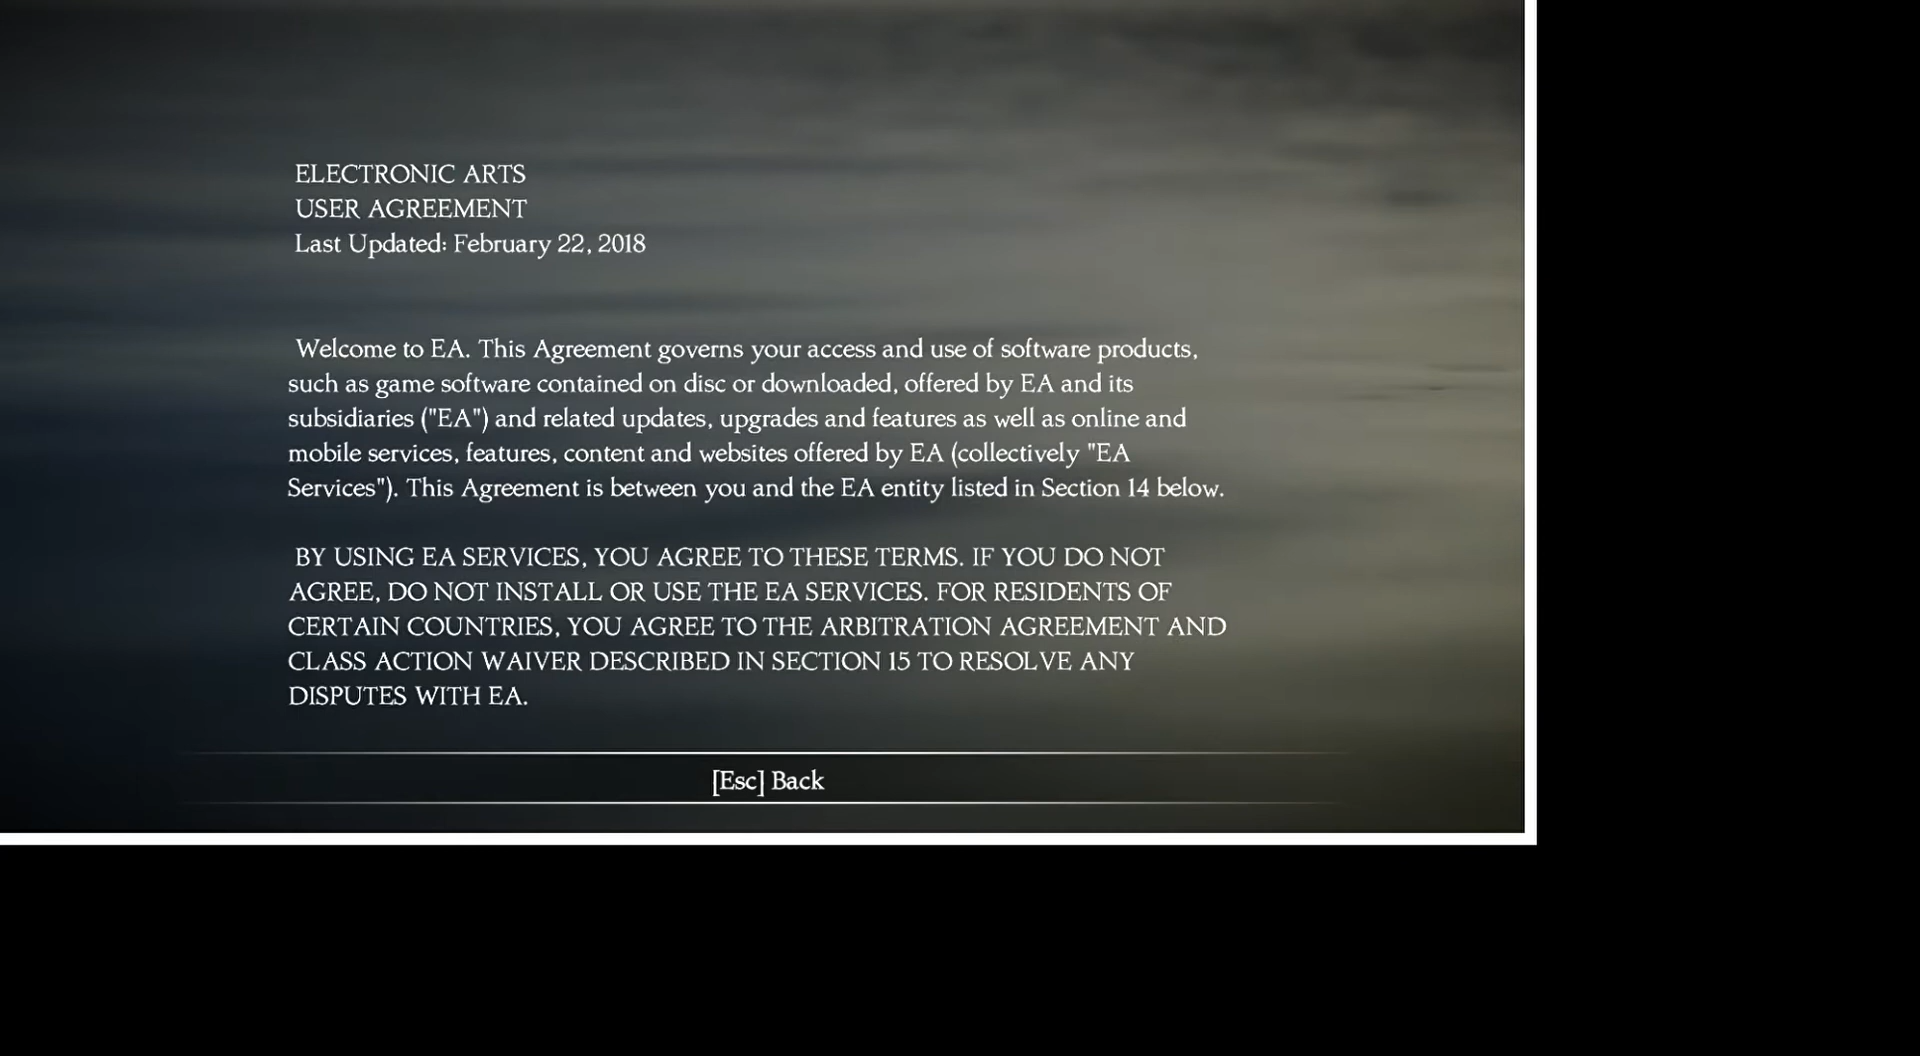 ELECTRONIC ARTS
USER AGREEMENT
Last Updated: February 22, 2018
Welcome to EA. This Agreement governs your access and use of software products,
such as game software contained on disc or downloaded, offered by EA and its
subsidiaries ("EA") and related updates, upgrades and features as well as online and
mobile services, features, content and websites offered by EA (collectively "EA
Services"). This Agreement is between you and the EA entity listed in Section 14 below.
BY USING EA SERVICES, YOU AGREE TO THESE TERMS. IF YOU DO NOT
AGREE, DO NOT INSTALL OR USE THE EA SERVICES. FOR RESIDENTS OF
CERTAIN COUNTRIES, YOU AGREE TO THE ARBITRATION AGREEMENT AND
CLASS ACTION WAIVER DESCRIBED IN SECTION 15 TO RESOLVE ANY
DISPUTES WITH EA.
[Esc] Back